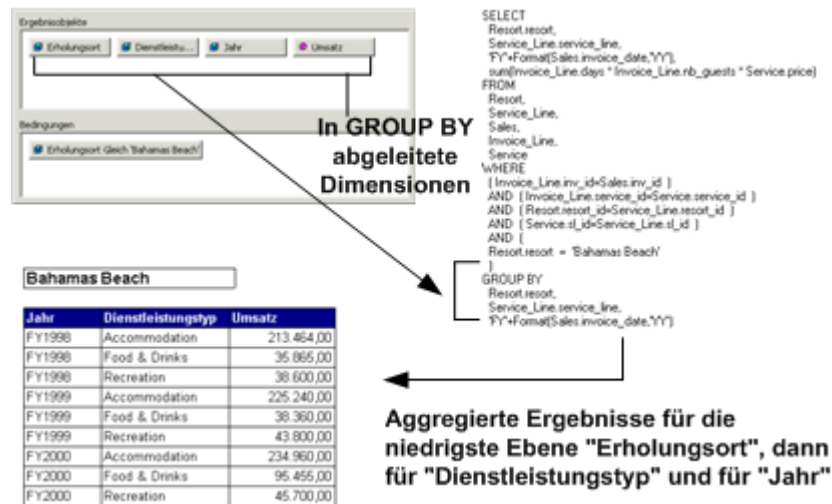 Ergebnisobjekte
Erholungsort
Dienstleistu...
Jahr
Umsatz
Bedingungen
Erholungsort Gleich 'Bahamas Beach'
In GROUP BY
abgeleitete
Dimensionen
SELECT
Resort.resort,
Service_Line.service_line,
'FY'+Format(Sales.invoice_date,'YY'),
sum(Invoice_Line.days * Invoice_Line.nb_guests * Service.price)
FROM
Resort,
Service_Line,
Sales,
Invoice_Line,
Service
WHERE
( Invoice_Line.inv_id=Sales.inv_id )
AND ( Invoice_Line.service_id=Service.service_id )
AND ( Resort.resort_id=Service_Line.resort_id )
AND ( Service.sl_id=Service_Line.sl_id )
AND (
Resort.resort = 'Bahamas Beach'
)
GROUP BY
Resort.resort,
Service_Line.service_line,
'FY'+Format(Sales.invoice_date,'YY')
Bahamas Beach
Jahr Dienstleistungstyp Umsatz
FY1998 Accommodation 213.464,00
FY1998 Food & Drinks 35.865,00
FY1998 Recreation 38.600,00
FY1999 Accommodation 225.240,00
FY1999 Food & Drinks 38.360,00
FY1999 Recreation 43.800,00
FY2000 Accommodation 234.960,00
FY2000 Food & Drinks 95.455,00
FY2000 Recreation 45.700,00
Aggregierte Ergebnisse für die
niedrigste Ebene "Erholungsort", dann
für "Dienstleistungstyp" und für "Jahr"